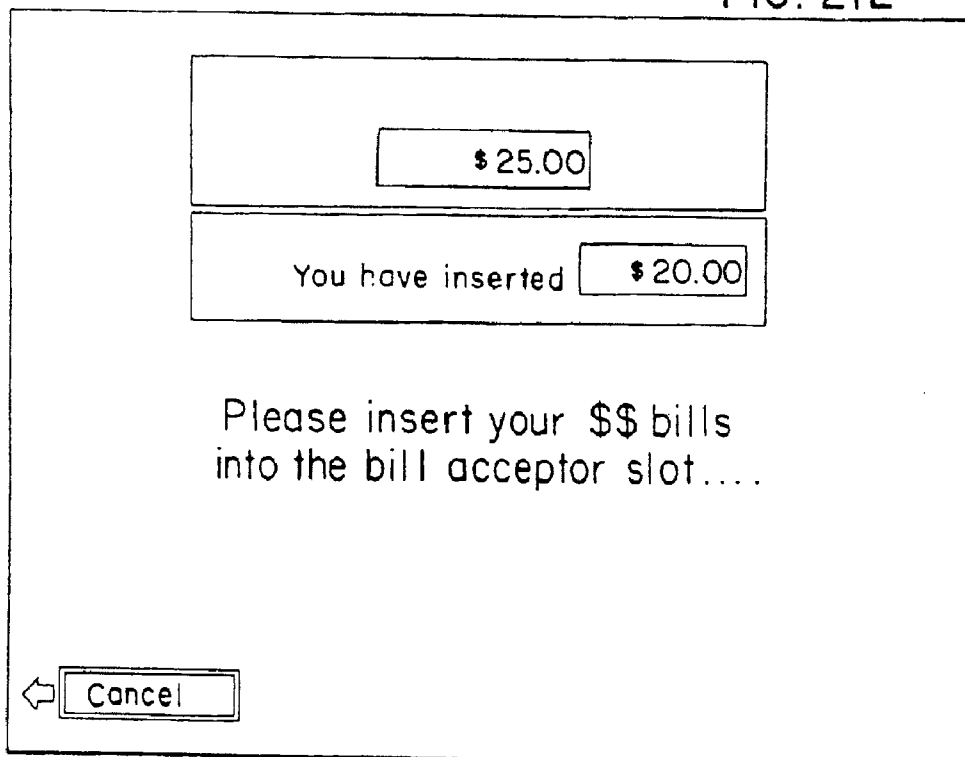 $25.00
You have inserted $20.00
Please insert your $$ bills
into the bill acceptor slot....
Cancel